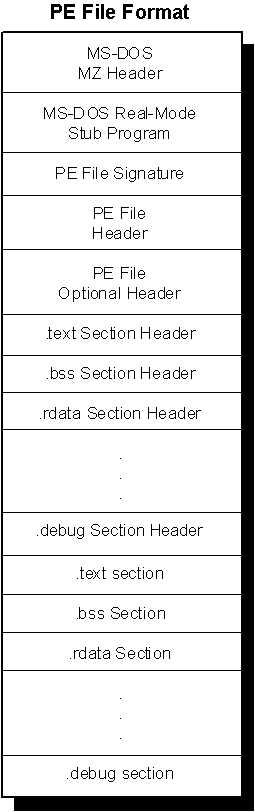 PE File Format
MS-DOS
MZ Header
MS-DOS Real-Mode
Stub Program
PE File Signature
PE File
Header
PE File
Optional Header
.text Section Header
.bss Section Header
.rdata Section Header
.
.
.
.debug Section Header
.text section
.bss Section
.rdata Section
.
.
.
.debug section